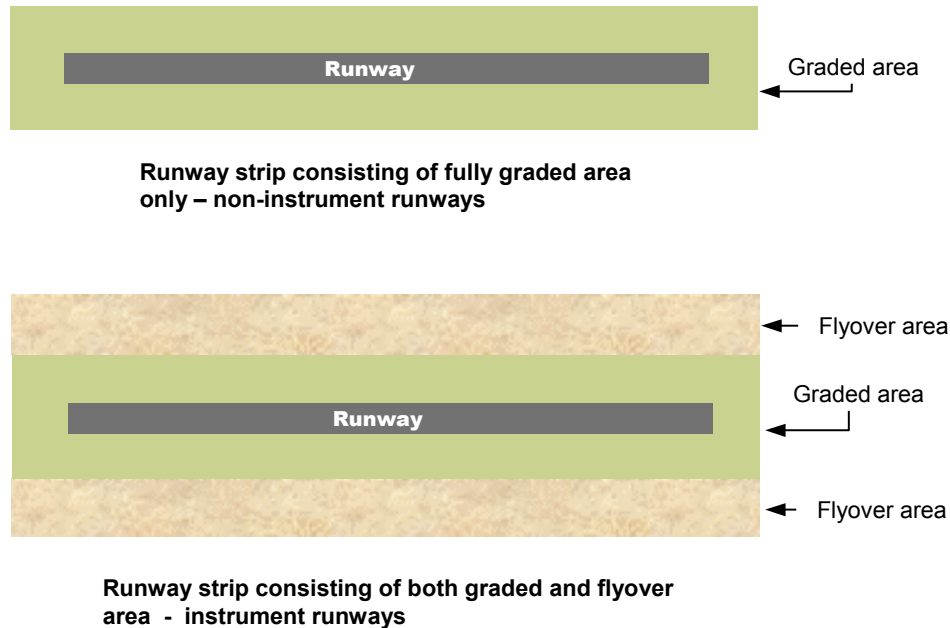 Runway
Graded area
Runway strip consisting of fully graded area
only – non-instrument runways
Flyover area
Graded area
Runway
Flyover area
Runway strip consisting of both graded and flyover
area - instrument runways